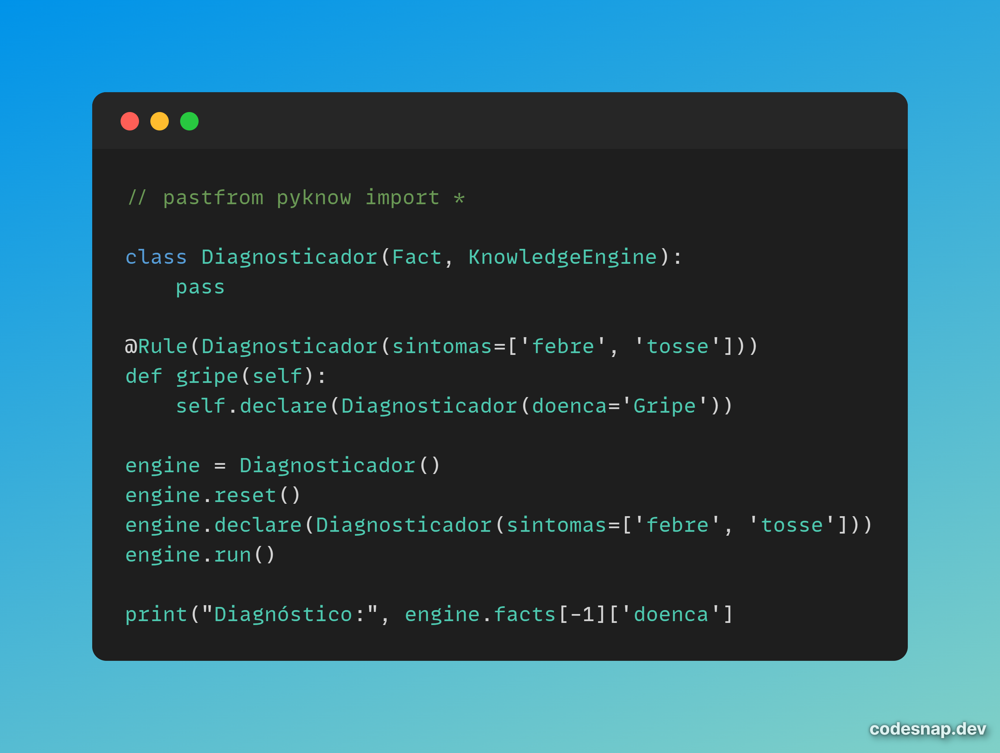 // pastfrom pyknow import *
class Diagnosticador(Fact, KnowledgeEngine):
    pass
@Rule(Diagnosticador(sintomas=['febre', 'tosse']))
def gripe(self):
    self.declare(Diagnosticador(doenca='Gripe'))
engine = Diagnosticador()
engine.reset()
engine.declare(Diagnosticador(sintomas=['febre', 'tosse']))
engine.run()
print("Diagnóstico:", engine.facts[-1]['doenca']
codesnap.dev